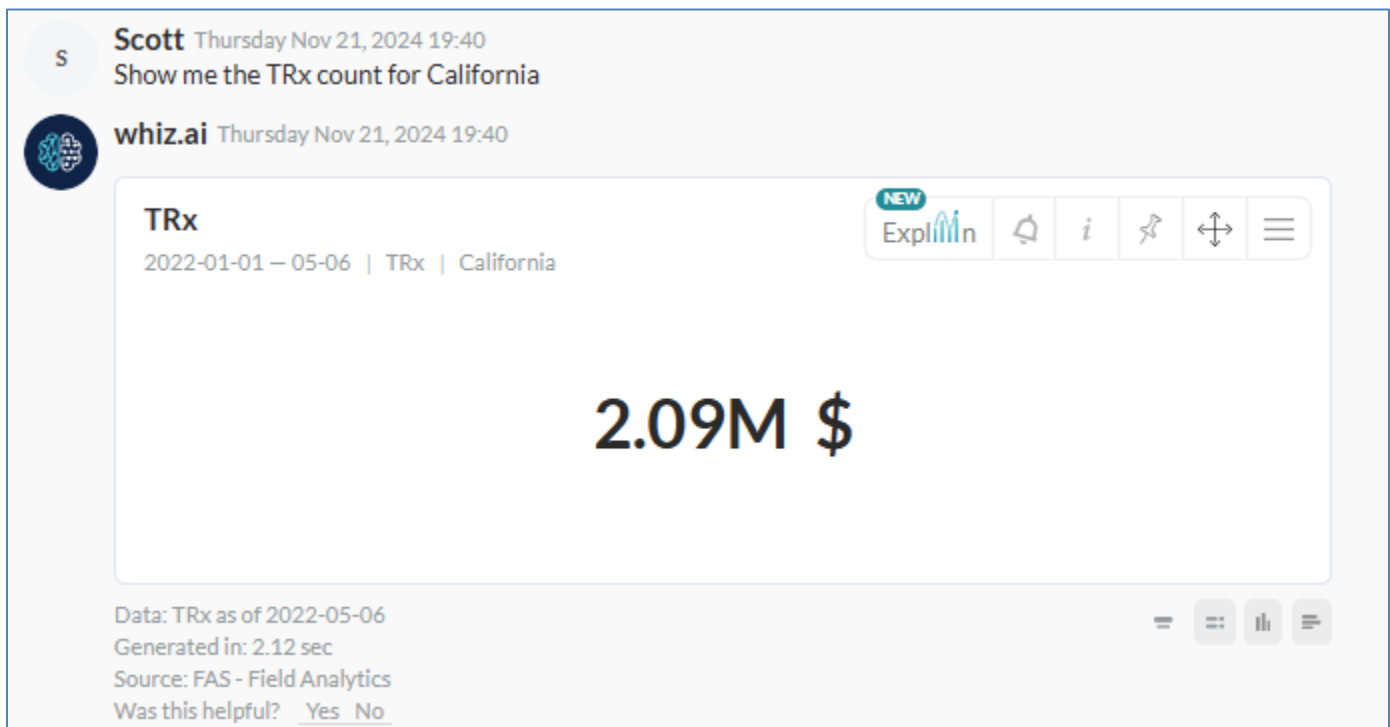 S
Scott Thursday Nov 21, 2024 19:40
Show me the TRx count for California
whiz.ai Thursday Nov 21, 2024 19:40
TRx
NEW
Explain
i
2022-01-01 — 05-06 | TRx | California
2.09M $
Data: TRx as of 2022-05-06
Generated in: 2.12 sec
Source: FAS - Field Analytics
Was this helpful? Yes No